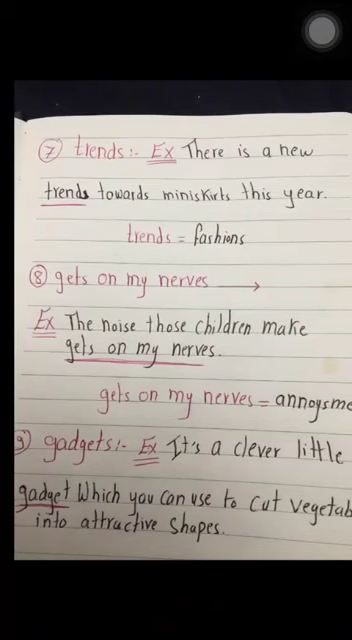 ⑦ trends:- Ex There is a new
trends towards miniskirts this year.
trends = fashions
⑧ gets on my nerves →
Ex The noise those children make
gets on my nerves.
gets on my nerves = annoysme
9) gadgets:- Ex It's a clever little
gadget Which you can use to cut vegetab
into attractive shapes.